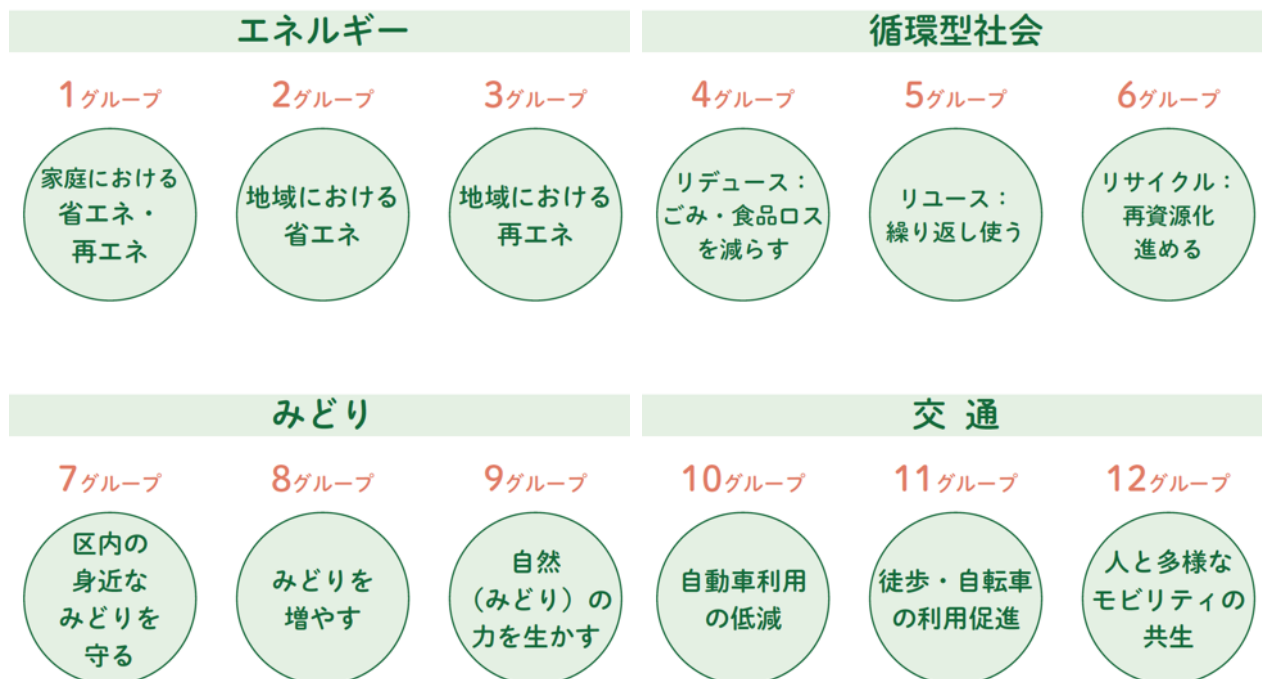 エネルギー
循環型社会
1グループ
2グループ
3グループ
4グループ
5グループ
6グループ
家庭における
省エネ・
再エネ
地域における
省エネ
地域における
再エネ
リデュース：
ごみ・食品ロス
を減らす
リユース：
繰り返し使う
リサイクル：
再資源化
進める
みどり
交通
7グループ
8グループ
9グループ
10グループ
11グループ
12グループ
区内の
身近な
みどりを
守る
みどりを
増やす
自然
（みどり）の
力を生かす
自動車利用
の低減
徒歩・自転車
の利用促進
人と多様な
モビリティの
共生